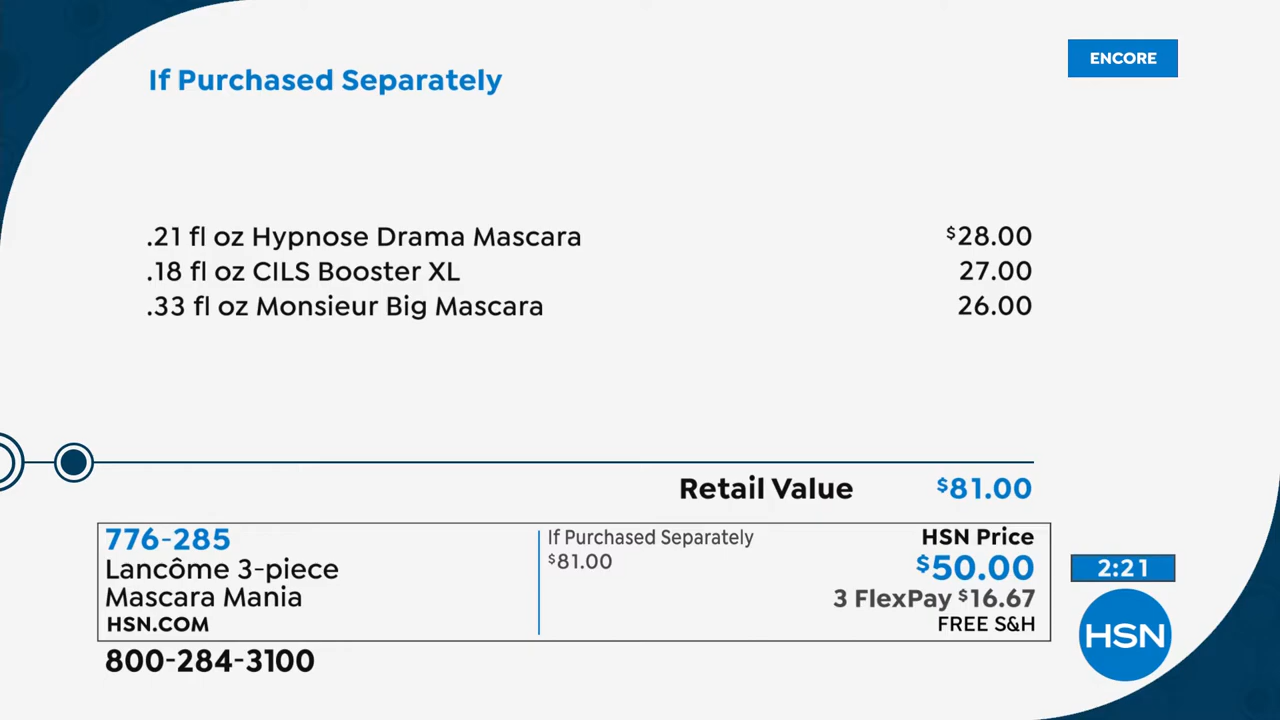 If Purchased Separately
ENCORE
.21 fl oz Hypnose Drama Mascara $28.00
.18 fl oz CILS Booster XL 27.00
.33 fl oz Monsieur Big Mascara 26.00
Retail Value $81.00
776-285
Lancôme 3-piece
Mascara Mania
HSN.COM
If Purchased Separately
$81.00
HSN Price
$50.00
3 FlexPay $16.67
FREE S&H
2:21
HSN
800-284-3100